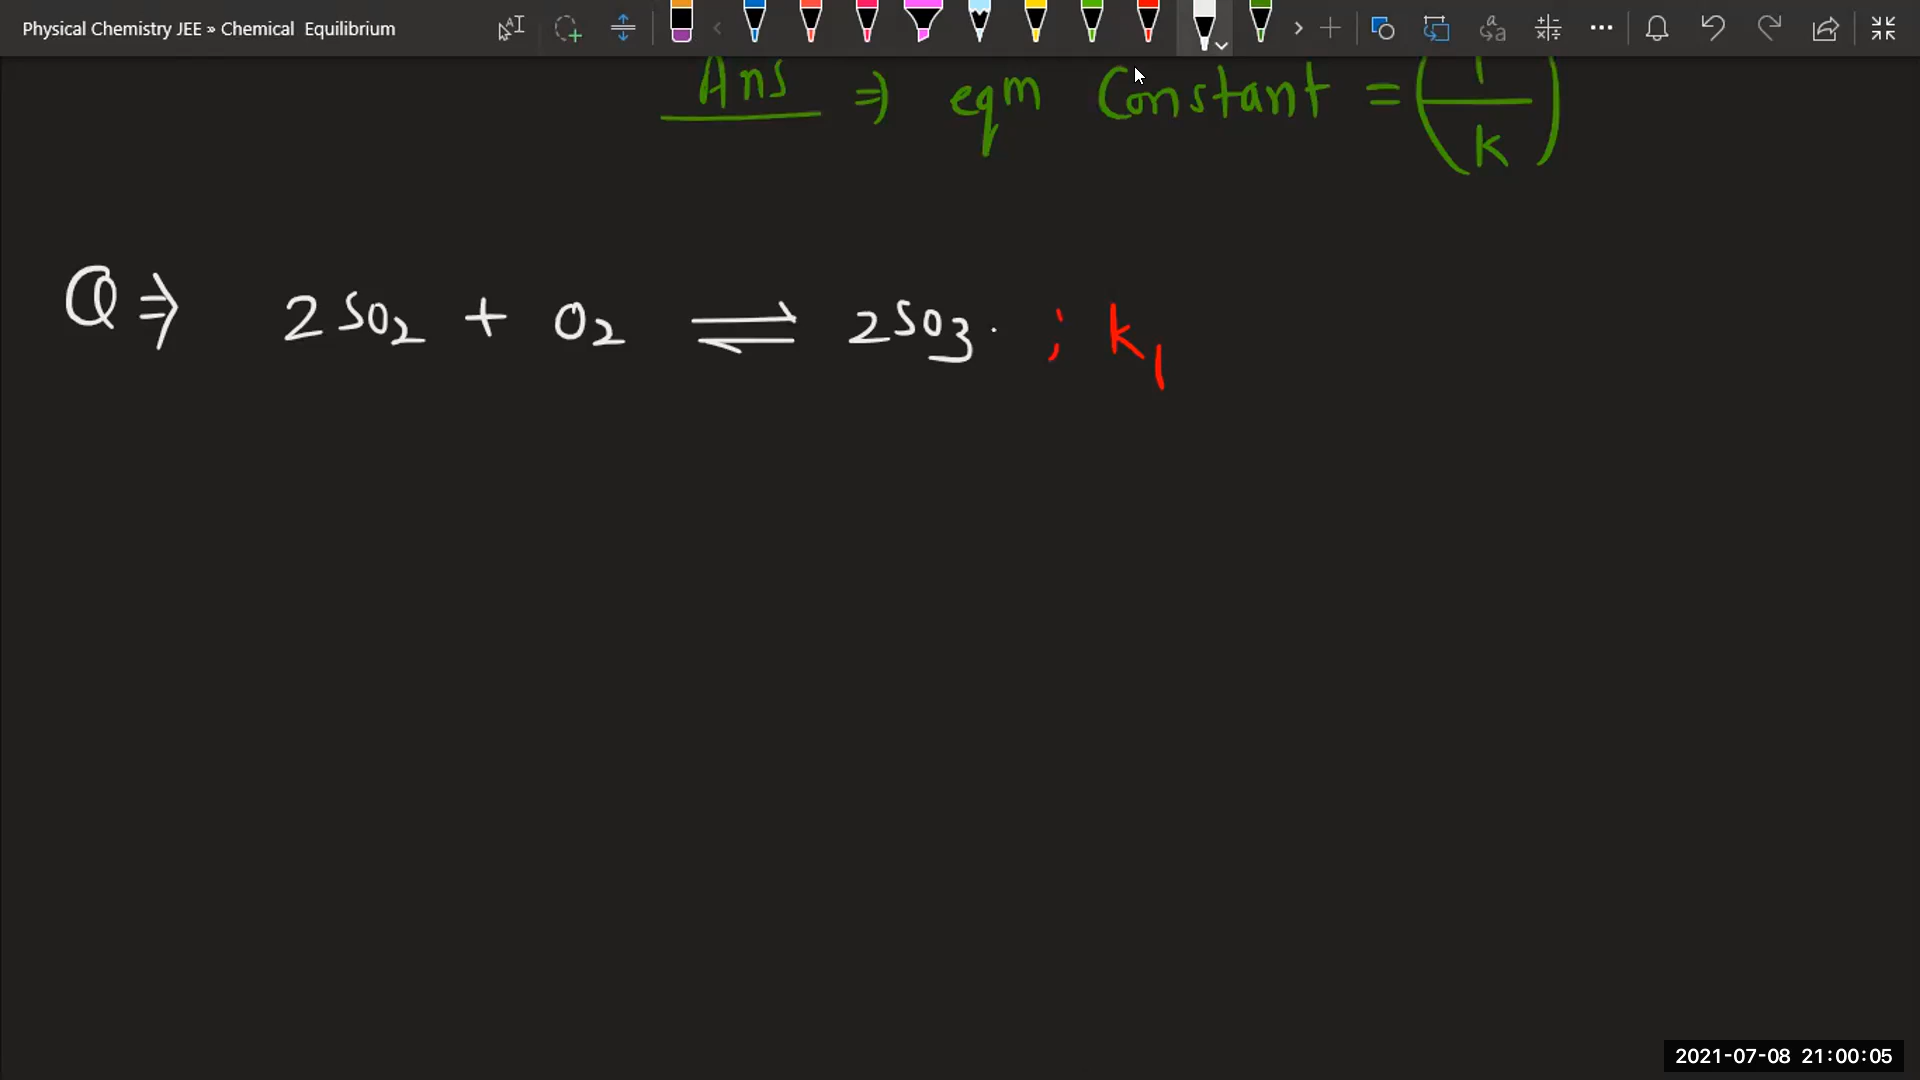 Physical Chemistry JEE » Chemical Equilibrium
Ans ⇒ eqm Constant = (1/K)
Q ⇒ 2SO₂ + O₂ ⇌ 2SO₃ ; K₁
2021-07-08 21:00:05